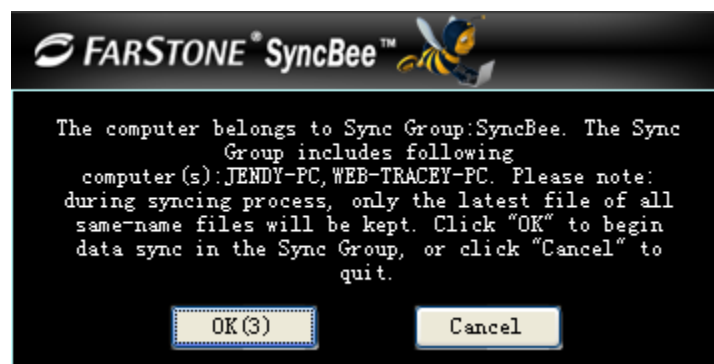 FARSTONE® SyncBee™
The computer belongs to Sync Group:SyncBee. The Sync
Group includes following
computer(s):JENDY-PC,WEB-TRACEY-PC. Please note:
during syncing process, only the latest file of all
same-name files will be kept. Click "OK" to begin
data sync in the Sync Group, or click "Cancel" to
quit.
OK(3) Cancel